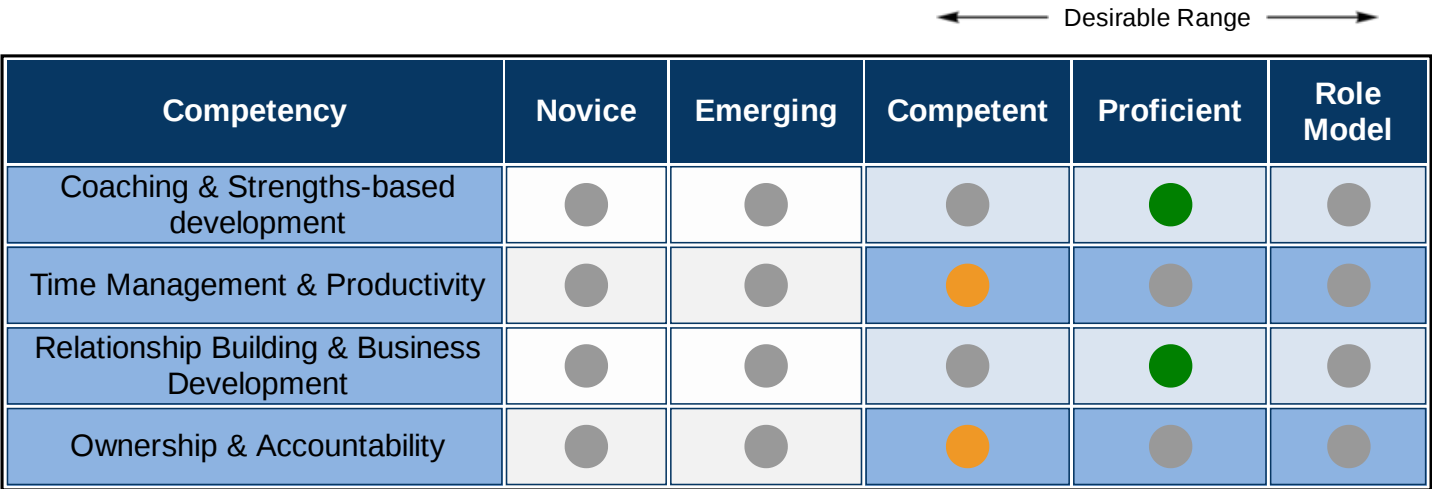 Desirable Range
Competency Novice Emerging Competent Proficient Role Model
Coaching & Strengths-based
development
Time Management & Productivity
Relationship Building & Business
Development
Ownership & Accountability